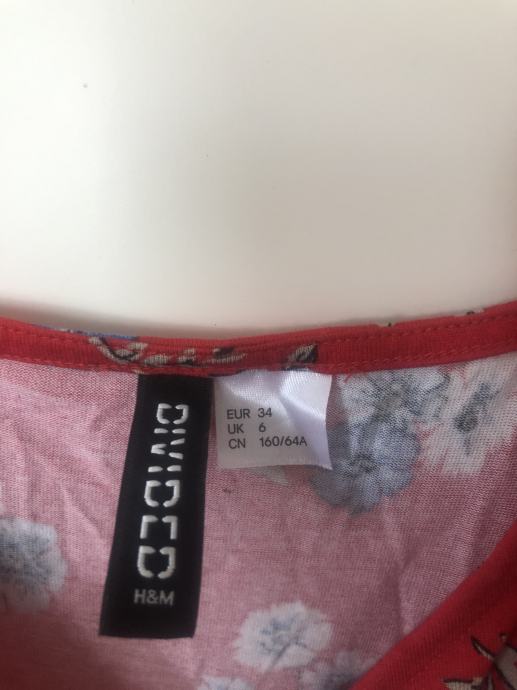 DIVIDED
H&M
EUR 34
UK 6
CN 160/64A